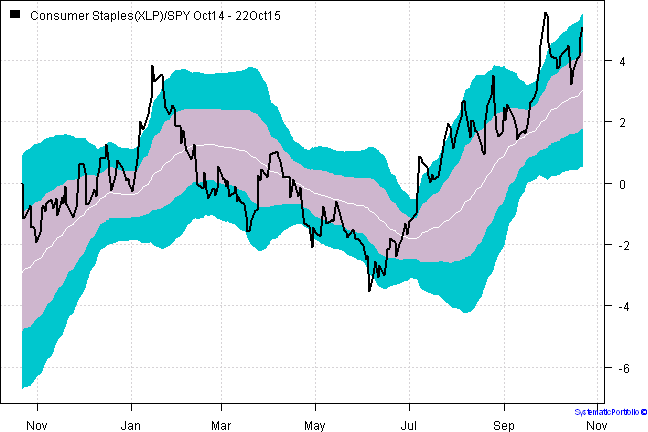 Consumer Staples(XLP)/SPY Oct14 - 22Oct15
4
2
0
-2
-4
-6
SystematicPortfolio ©
Nov Jan Mar May Jul Sep Nov